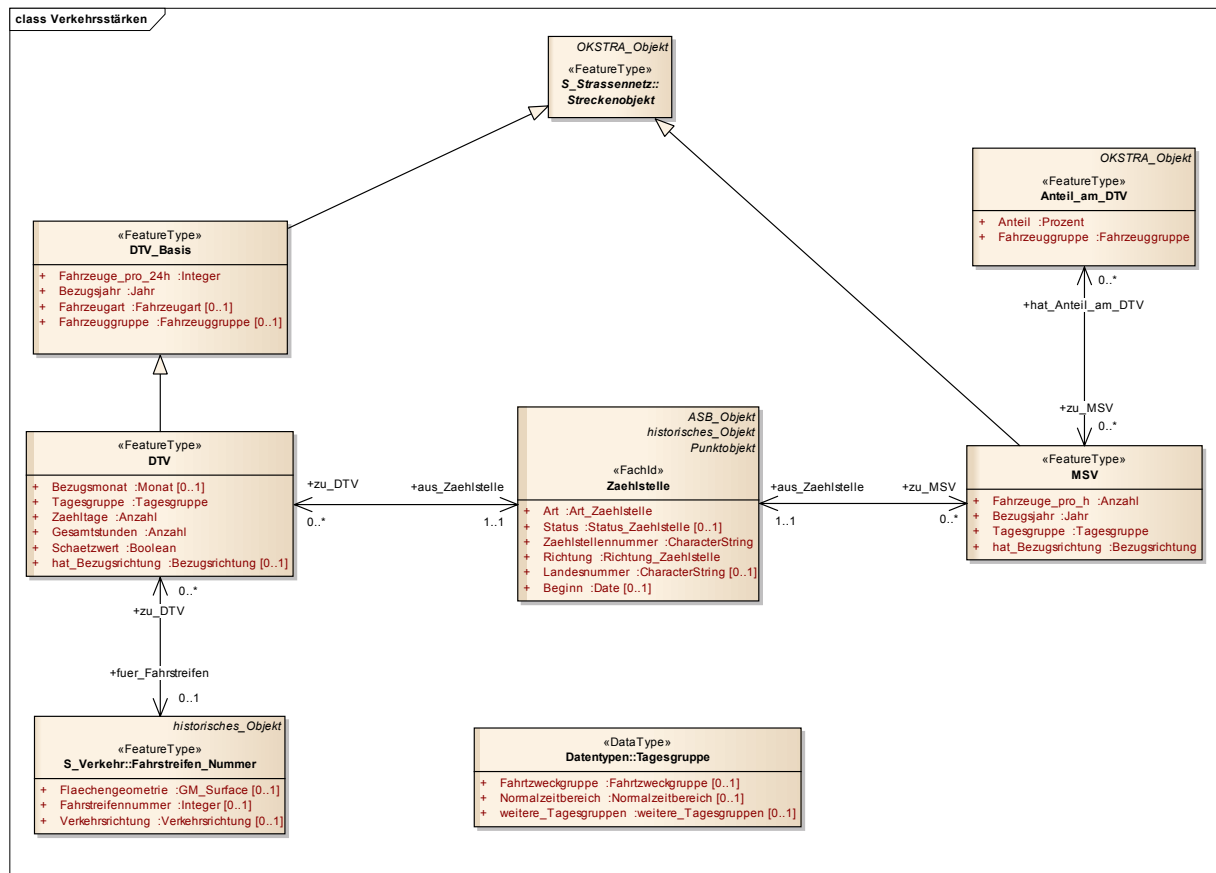 class Verkehrsstärken
OKSTRA_Objekt
«FeatureType»
S_Strassennetz::
Streckenobjekt
OKSTRA_Objekt
«FeatureType»
Anteil_am_DTV
+ Anteil :Prozent
+ Fahrzeuggruppe :Fahrzeuggruppe
«FeatureType»
DTV_Basis
+ Fahrzeuge_pro_24h :Integer
+ Bezugsjahr :Jahr
+ Fahrzeugart :Fahrzeugart [0..1]
+ Fahrzeuggruppe :Fahrzeuggruppe [0..1]
0..*
+hat_Anteil_am_DTV
+zu_MSV
0..*
«FeatureType»
DTV
+ Bezugsmonat :Monat [0..1]
+ Tagesgruppe :Tagesgruppe
+ Zaehltage :Anzahl
+ Gesamtstunden :Anzahl
+ Schaetzwert :Boolean
+ hat_Bezugsrichtung :Bezugsrichtung [0..1]
+zu_DTV
0..*
+aus_Zaehlstelle
1..1
ASB_Objekt
historisches_Objekt
Punktobjekt
«FachId»
Zaehlstelle
+ Art :Art_Zaehlstelle
+ Status :Status_Zaehlstelle [0..1]
+ Zaehlstellennummer :CharacterString
+ Richtung :Richtung_Zaehlstelle
+ Landesnummer :CharacterString [0..1]
+ Beginn :Date [0..1]
+aus_Zaehlstelle
1..1
+zu_MSV
0..*
«FeatureType»
MSV
+ Fahrzeuge_pro_h :Anzahl
+ Bezugsjahr :Jahr
+ Tagesgruppe :Tagesgruppe
+ hat_Bezugsrichtung :Bezugsrichtung
0..*
+zu_DTV
+fuer_Fahrstreifen
0..1
historisches_Objekt
«FeatureType»
S_Verkehr::Fahrstreifen_Nummer
+ Flaechengeometrie :GM_Surface [0..1]
+ Fahrstreifennummer :Integer [0..1]
+ Verkehrsrichtung :Verkehrsrichtung [0..1]
«DataType»
Datentypen::Tagesgruppe
+ Fahrtzweckgruppe :Fahrtzweckgruppe [0..1]
+ Normalzeitbereich :Normalzeitbereich [0..1]
+ weitere_Tagesgruppen :weitere_Tagesgruppen [0..1]